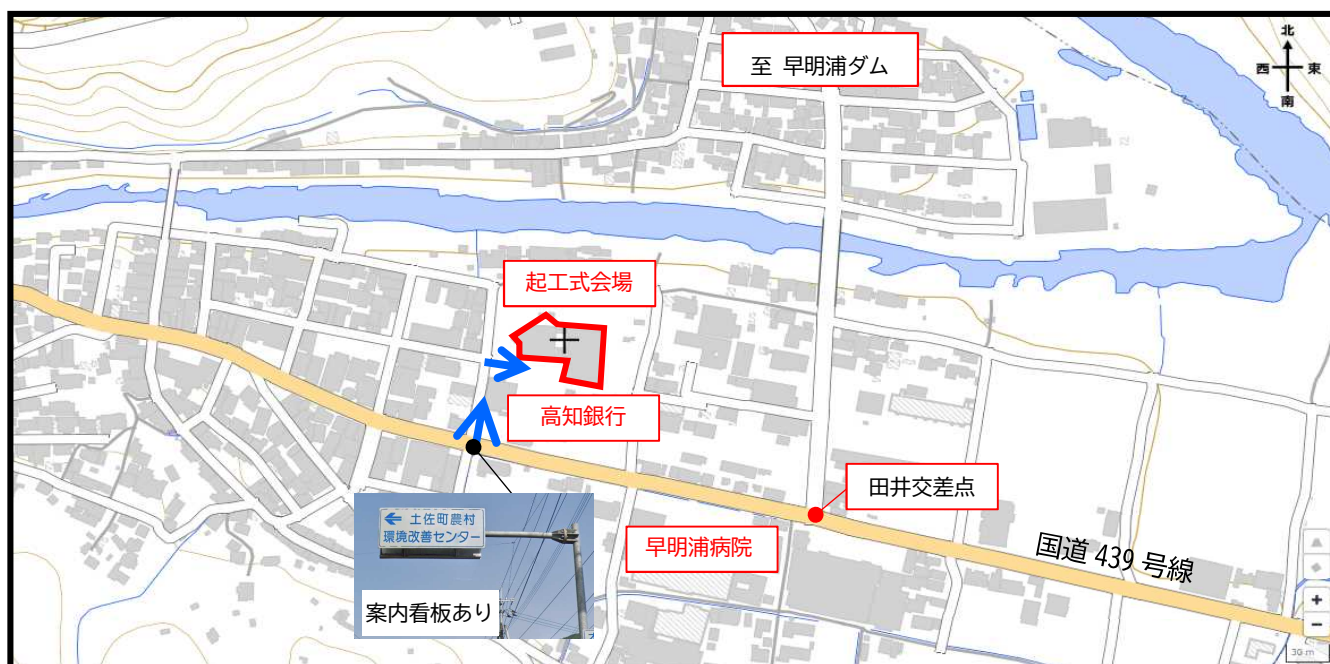 至 早明浦ダム
北
西 東
南
起工式会場
高知銀行
田井交差点
早明浦病院
国道 439 号線
← 土佐町農村
環境改善センター
案内看板あり
+
−
30 m